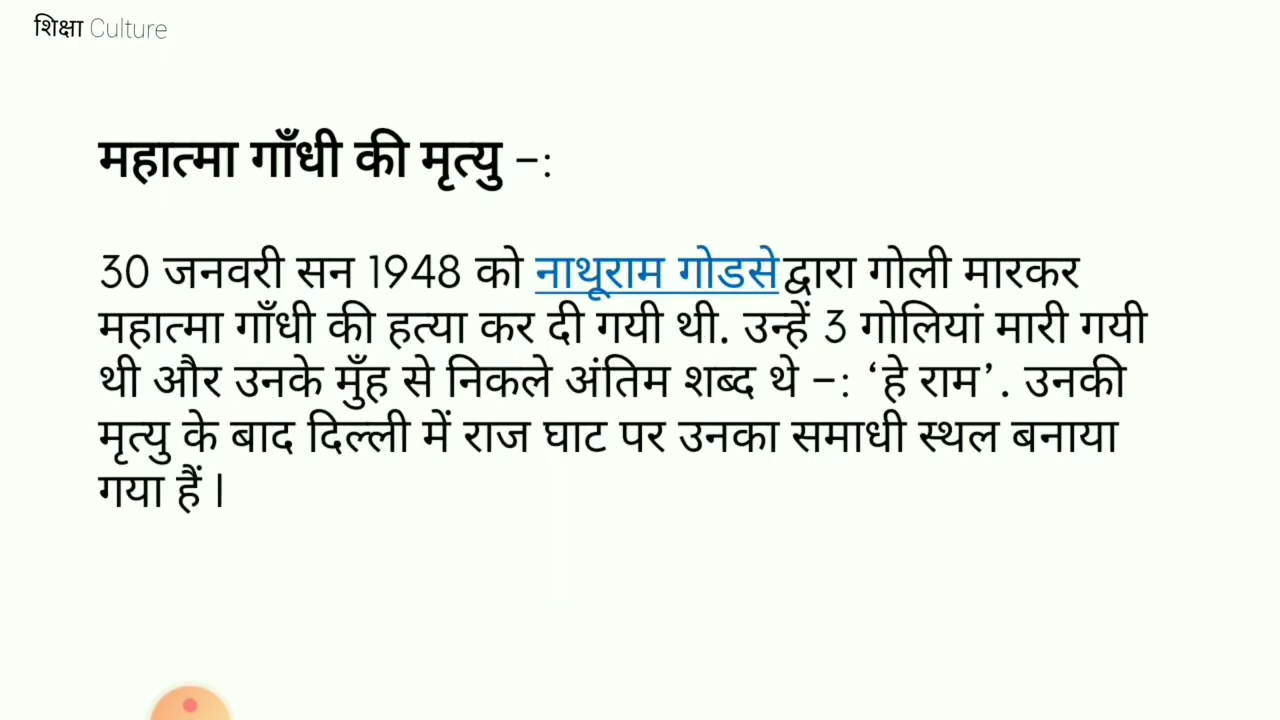 शिक्षा Culture
महात्मा गाँधी की मृत्यु –:
30 जनवरी सन 1948 को नाथूराम गोडसे द्वारा गोली मारकर
महात्मा गाँधी की हत्या कर दी गयी थी. उन्हें 3 गोलियां मारी गयी
थी और उनके मुँह से निकले अंतिम शब्द थे –: ‘हे राम’. उनकी
मृत्यु के बाद दिल्ली में राज घाट पर उनका समाधी स्थल बनाया
गया हैं |